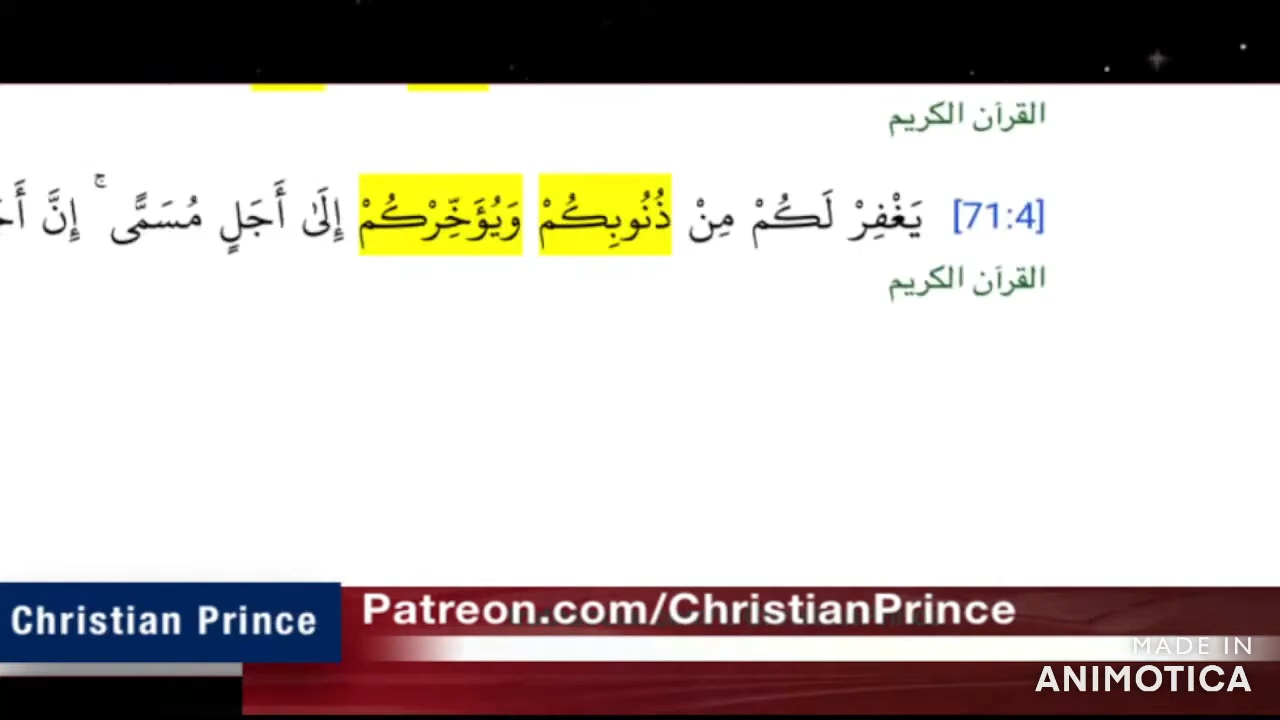 القرآن الكريم
[71:4] يَغْفِرْ لَكُمْ مِنْ ذُنُوبِكُمْ وَيُؤَخِّرْكُمْ إِلَىٰ أَجَلٍ مُسَمًّى ۚ إِنَّ
القرآن الكريم
Christian Prince
Patreon.com/ChristianPrince
MADE IN
ANIMOTICA